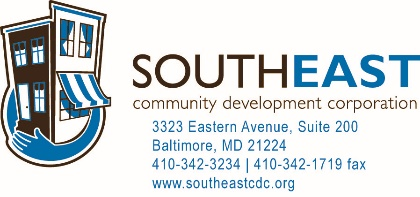 SOUTHEAST
community development corporation
3323 Eastern Avenue, Suite 200
Baltimore, MD 21224
410-342-3234 | 410-342-1719 fax
www.southeastcdc.org